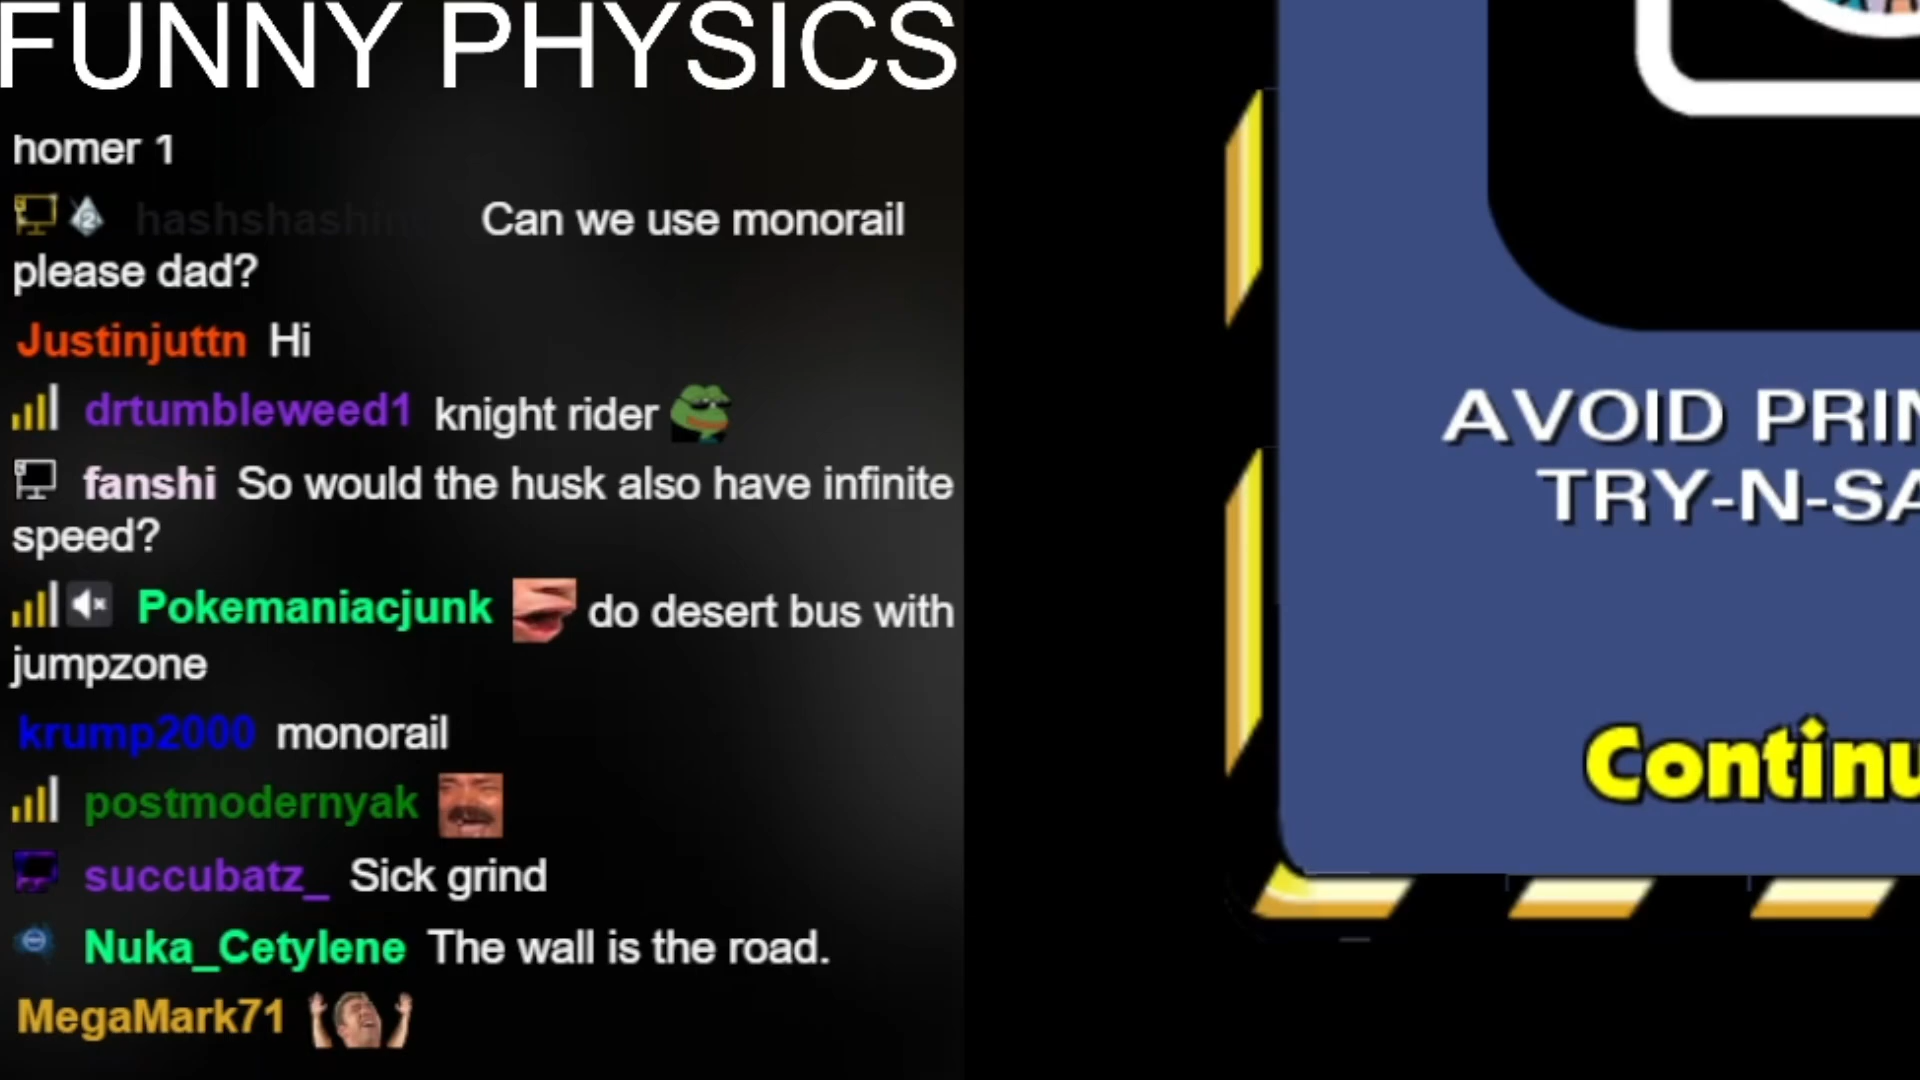 FUNNY PHYSICS
homer 1
Can we use monorail
please dad?
Justinjuttn Hi
drtumbleweed1 knight rider
fanshi So would the husk also have infinite
speed?
Pokemaniacjunk do desert bus with
jumpzone
krump2000 monorail
postmodernyak
succubatz_ Sick grind
Nuka_Cetylene The wall is the road.
MegaMark71
AVOID PRIN
TRY-N-SA
Continu